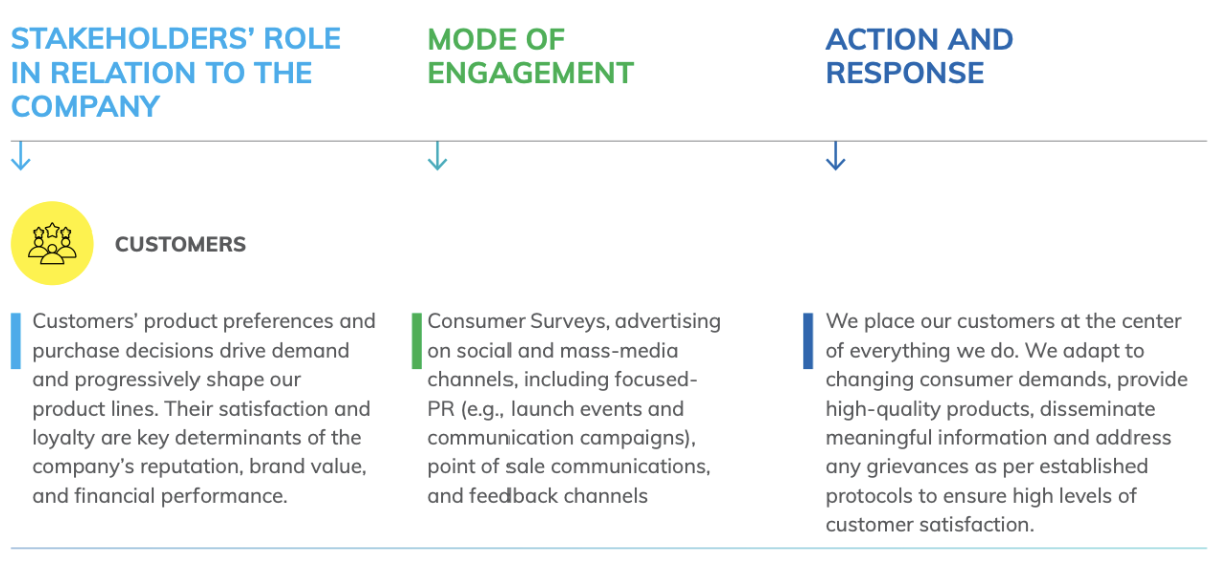 STAKEHOLDERS’ ROLE
IN RELATION TO THE
COMPANY
MODE OF
ENGAGEMENT
ACTION AND
RESPONSE
CUSTOMERS
Customers’ product preferences and
purchase decisions drive demand
and progressively shape our
product lines. Their satisfaction and
loyalty are key determinants of the
company’s reputation, brand value,
and financial performance.
Consumer Surveys, advertising
on social and mass-media
channels, including focused-
PR (e.g., launch events and
communication campaigns),
point of sale communications,
and feedback channels
We place our customers at the center
of everything we do. We adapt to
changing consumer demands, provide
high-quality products, disseminate
meaningful information and address
any grievances as per established
protocols to ensure high levels of
customer satisfaction.